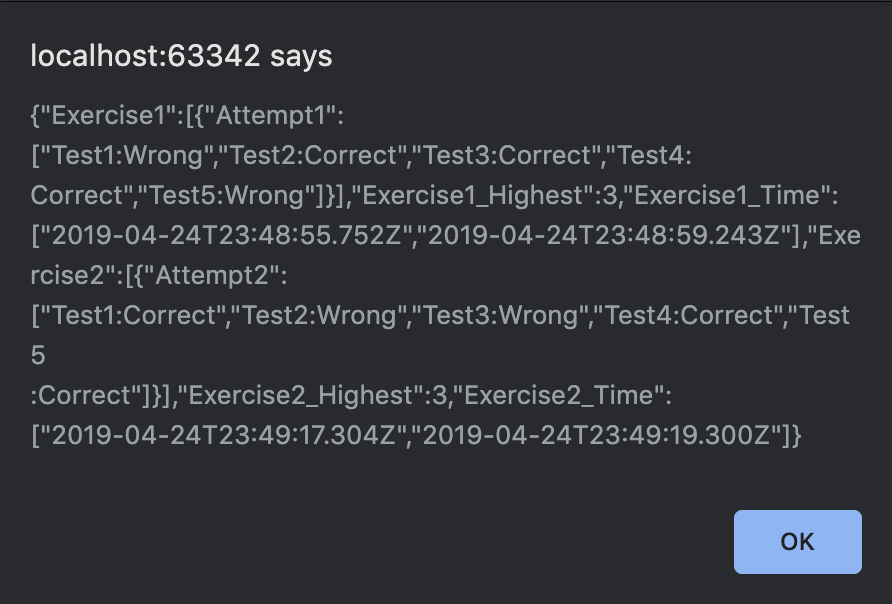 localhost:63342 says
{"Exercise1":[{"Attempt1":
["Test1:Wrong","Test2:Correct","Test3:Correct","Test4:
Correct","Test5:Wrong"]}],"Exercise1_Highest":3,"Exercise1_Time":
["2019-04-24T23:48:55.752Z","2019-04-24T23:48:59.243Z"],"Exe
rcise2":[{"Attempt2":
["Test1:Correct","Test2:Wrong","Test3:Wrong","Test4:Correct","Test
5
:Correct"]}],"Exercise2_Highest":3,"Exercise2_Time":
["2019-04-24T23:49:17.304Z","2019-04-24T23:49:19.300Z"]}
OK